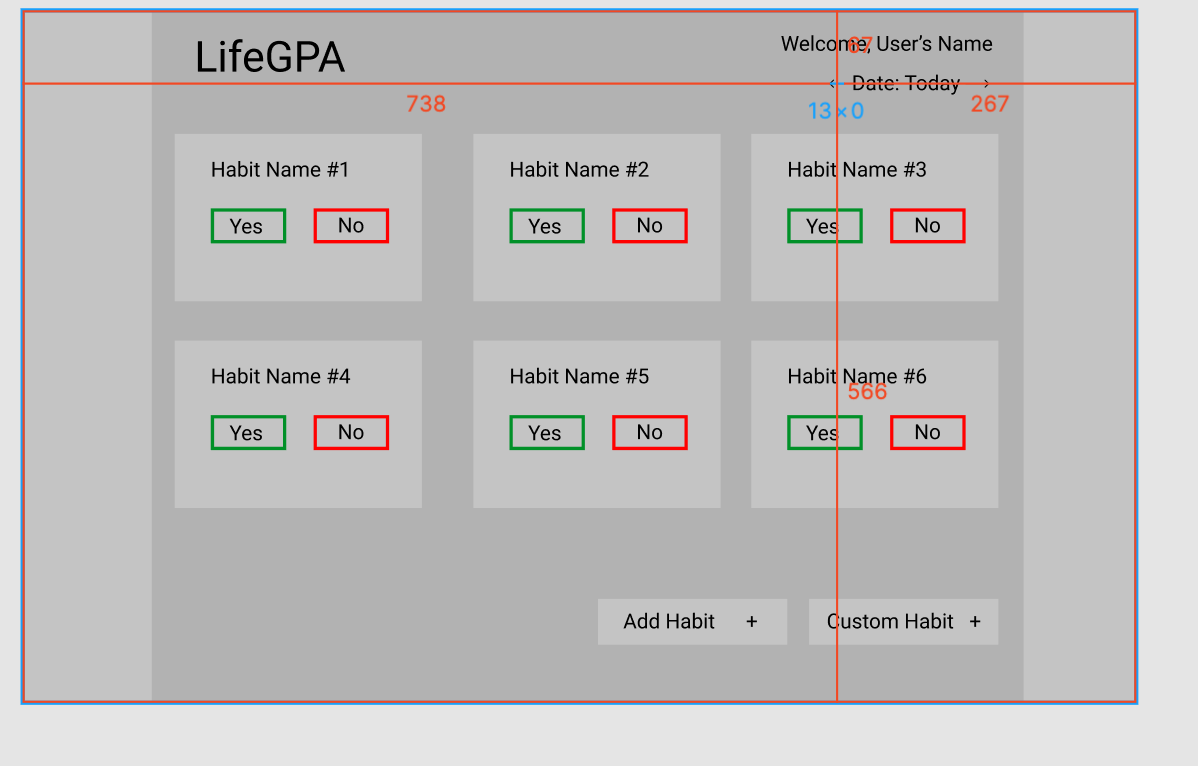 LifeGPA
Welcome, User’s Name
67
‹ Date: Today ›
738
13 × 0
267
Habit Name #1
Habit Name #2
Habit Name #3
Yes No
Yes No
Yes No
Habit Name #4
Habit Name #5
Habit Name #6
566
Yes No
Yes No
Yes No
Add Habit +
Custom Habit +